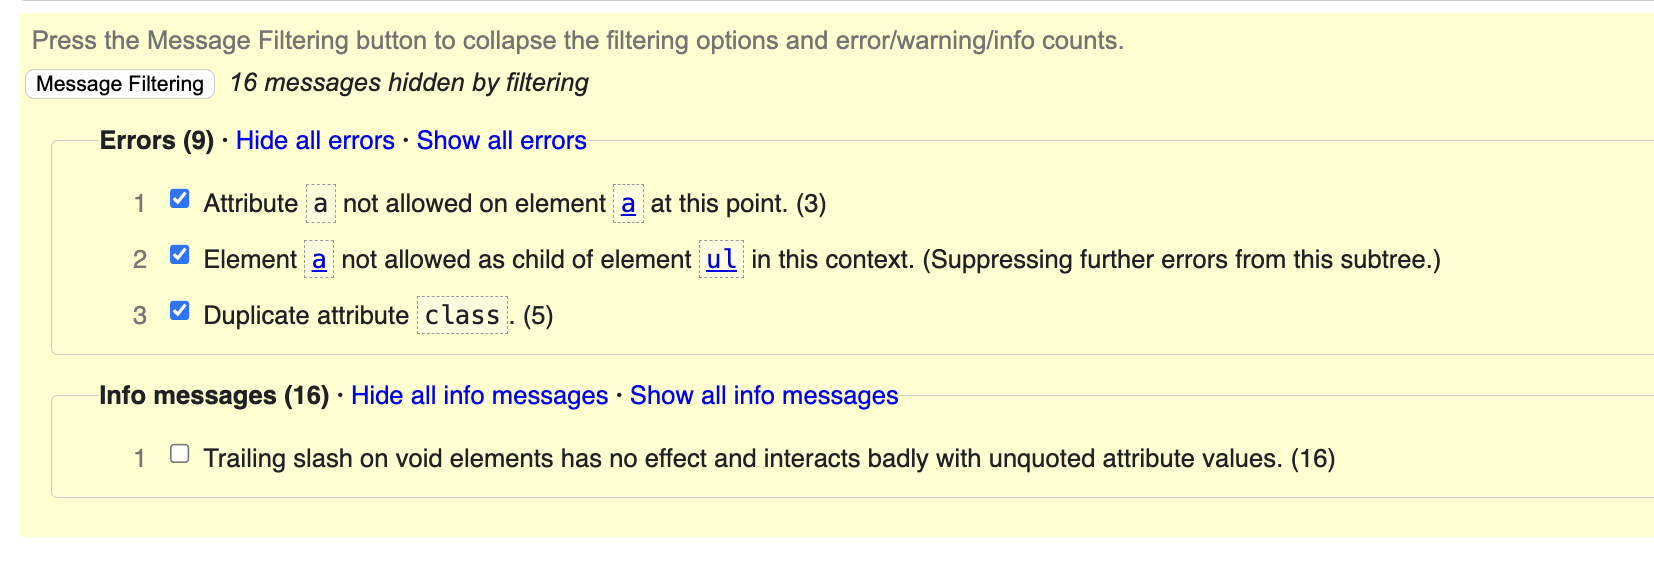 Press the Message Filtering button to collapse the filtering options and error/warning/info counts.
Message Filtering 16 messages hidden by filtering
Errors (9) · Hide all errors · Show all errors
1 Attribute a not allowed on element a at this point. (3)
2 Element a not allowed as child of element ul in this context. (Suppressing further errors from this subtree.)
3 Duplicate attribute class. (5)
Info messages (16) · Hide all info messages · Show all info messages
1 Trailing slash on void elements has no effect and interacts badly with unquoted attribute values. (16)